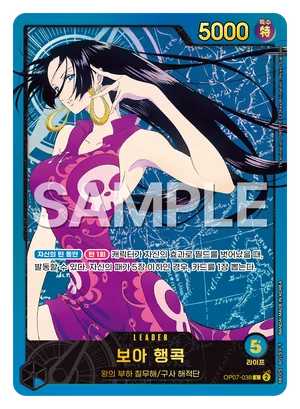 5000
특수
特
SAMPLE
자신의 턴 동안 턴 1회 캐릭터가 자신의 효과로 필드를 벗어났을 때,
발동할 수 있다. 자신의 패가 5장 이하인 경우, 카드를 1장 뽑는다.
LEADER
보아 행콕
왕의 부하 칠무해/구사 해적단
5
라이프
OP07-038 L 2